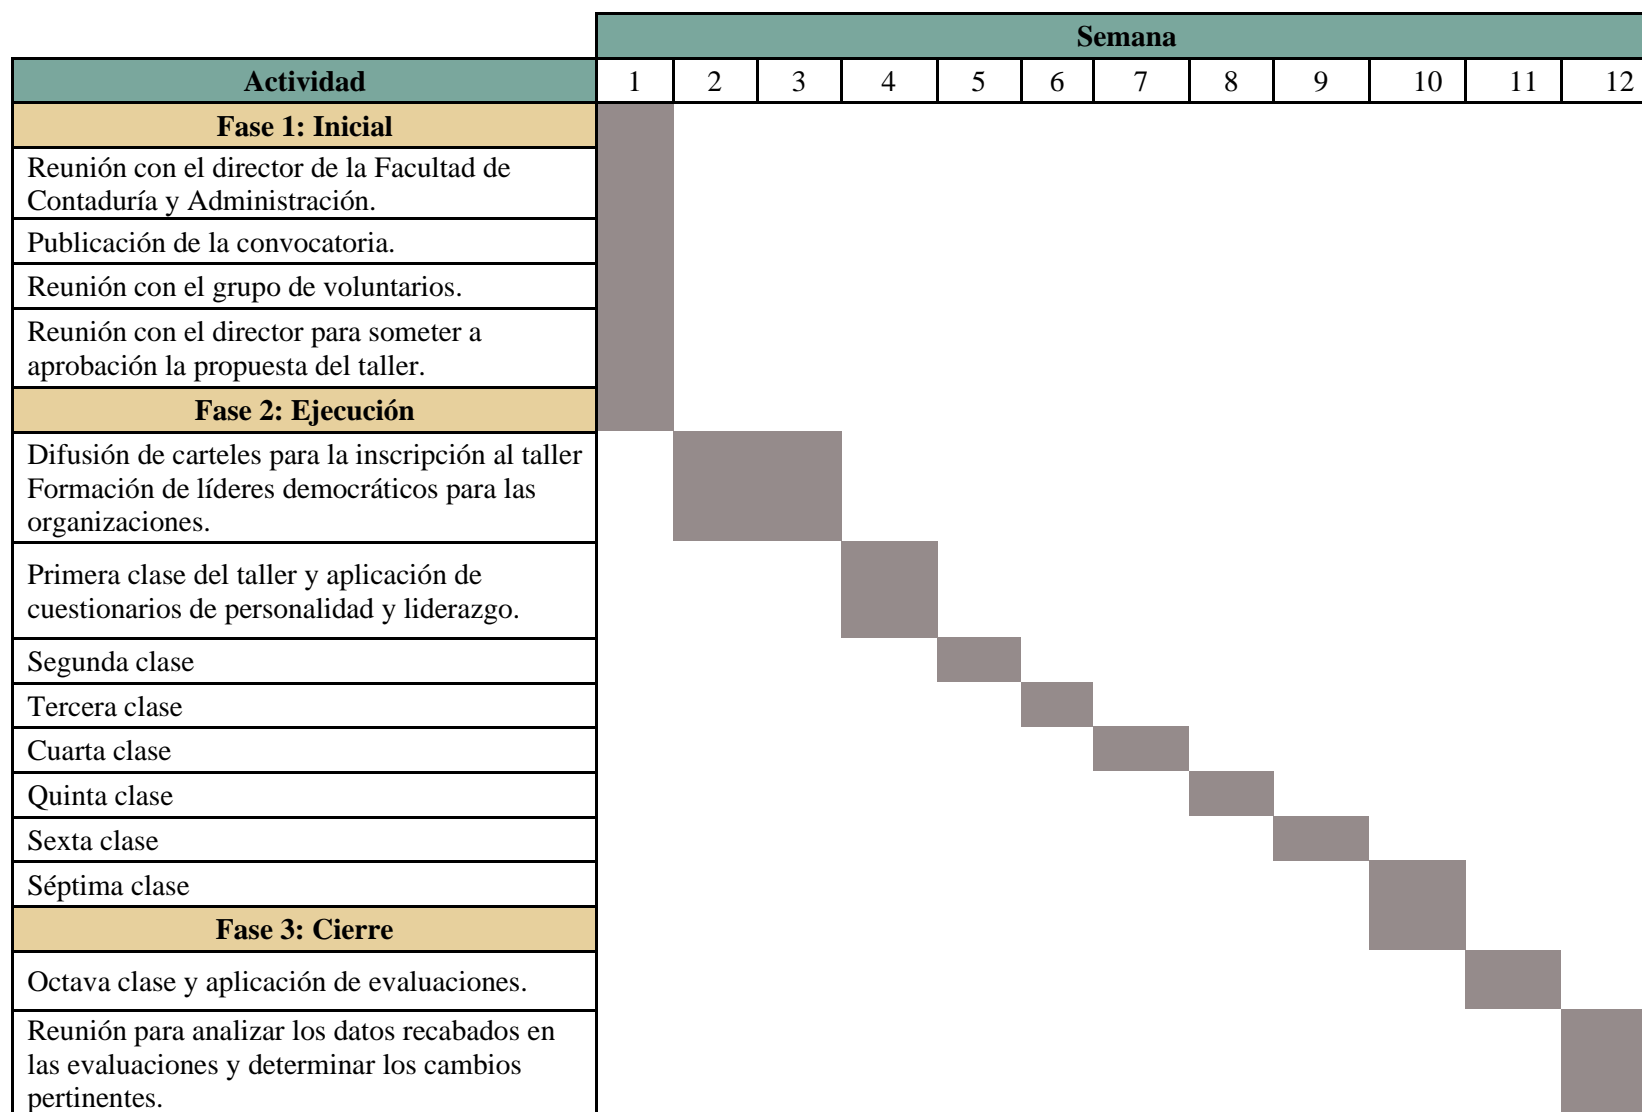 Semana
Actividad 1 2 3 4 5 6 7 8 9 10 11 12
Fase 1: Inicial
Reunión con el director de la Facultad de
Contaduría y Administración.
Publicación de la convocatoria.
Reunión con el grupo de voluntarios.
Reunión con el director para someter a
aprobación la propuesta del taller.
Fase 2: Ejecución
Difusión de carteles para la inscripción al taller
Formación de líderes democráticos para las
organizaciones.
Primera clase del taller y aplicación de
cuestionarios de personalidad y liderazgo.
Segunda clase
Tercera clase
Cuarta clase
Quinta clase
Sexta clase
Séptima clase
Fase 3: Cierre
Octava clase y aplicación de evaluaciones.
Reunión para analizar los datos recabados en
las evaluaciones y determinar los cambios
pertinentes.